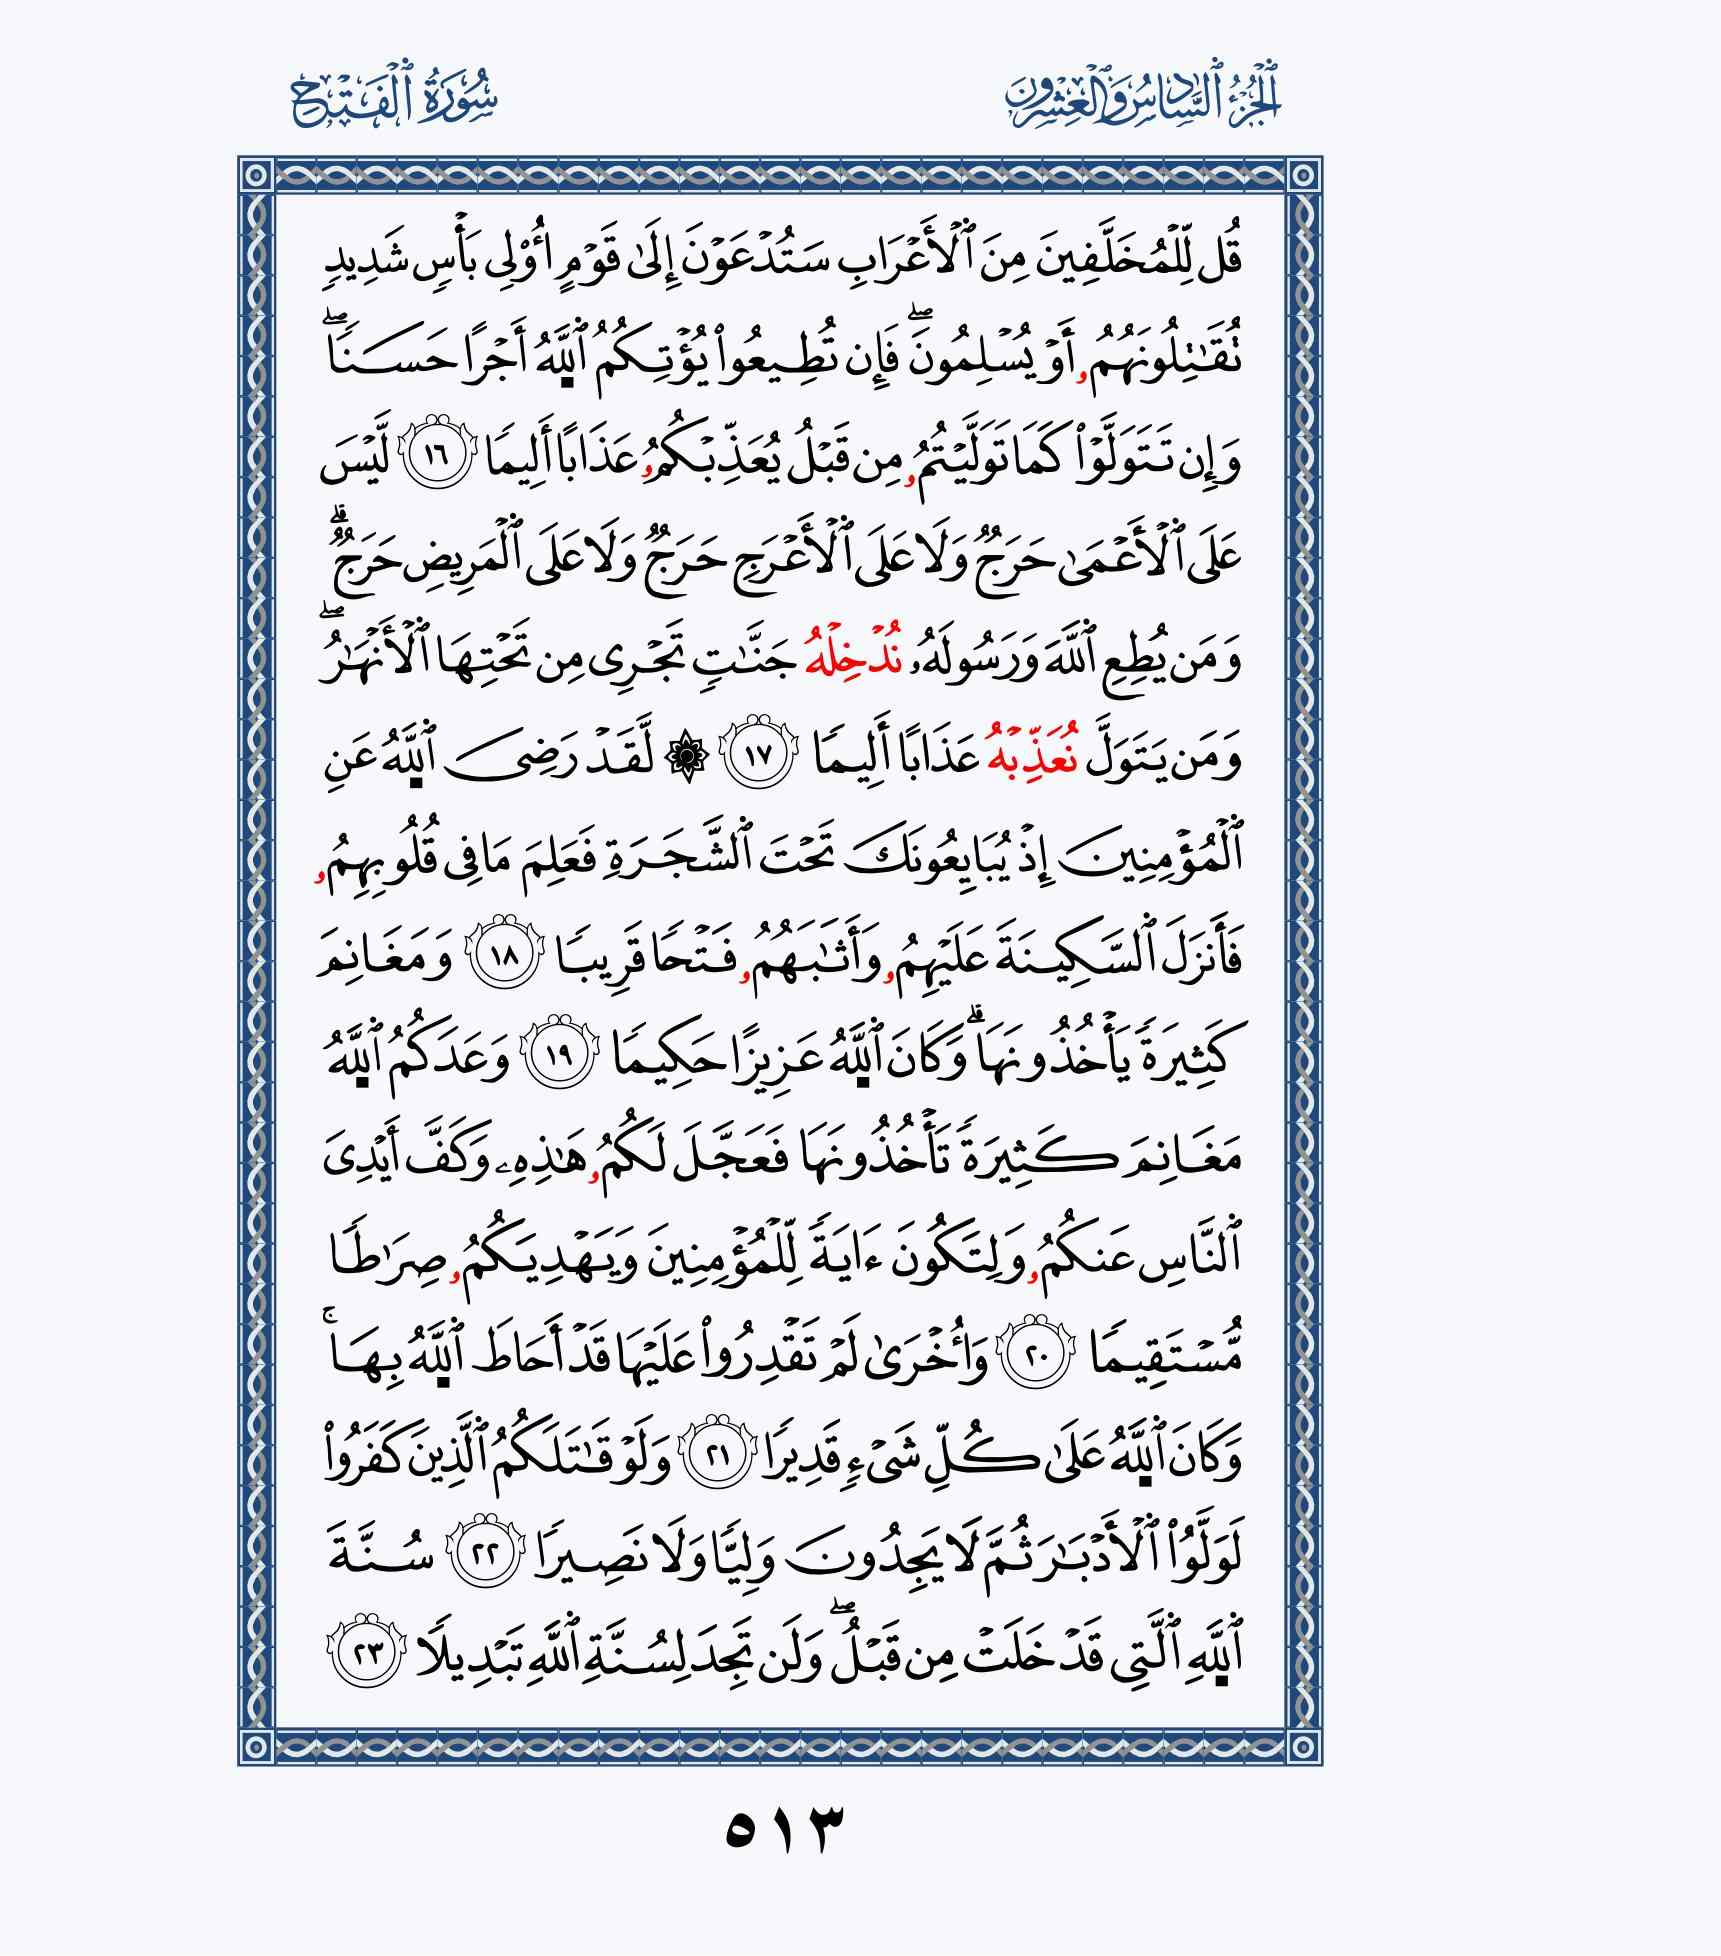 ٱلْجُزْءُ ٱلسَّادِسُ وَٱلْعِشْرُونَ
سُورَةُ ٱلْفَتْحِ
قُل لِّلْمُخَلَّفِينَ مِنَ ٱلْأَعْرَابِ سَتُدْعَوْنَ إِلَىٰ قَوْمٍ أُو۟لِى بَأْسٍ شَدِيدٍ
تُقَـٰتِلُونَهُمُۥ أَوْ يُسْلِمُونَ ۖ فَإِن تُطِيعُوا۟ يُؤْتِكُمُ ٱللَّهُ أَجْرًا حَسَنًا ۖ
وَإِن تَتَوَلَّوْا۟ كَمَا تَوَلَّيْتُمُۥ مِن قَبْلُ يُعَذِّبْكُمُۥ عَذَابًا أَلِيمًا ١٦ لَّيْسَ
عَلَى ٱلْأَعْمَىٰ حَرَجٌ وَلَا عَلَى ٱلْأَعْرَجِ حَرَجٌ وَلَا عَلَى ٱلْمَرِيضِ حَرَجٌ ۗ
وَمَن يُطِعِ ٱللَّهَ وَرَسُولَهُۥ نُدْخِلْهُ جَنَّـٰتٍ تَجْرِى مِن تَحْتِهَا ٱلْأَنْهَـٰرُ ۖ
وَمَن يَتَوَلَّ نُعَذِّبْهُ عَذَابًا أَلِيمًا ١٧ ۞ لَّقَدْ رَضِىَ ٱللَّهُ عَنِ
ٱلْمُؤْمِنِينَ إِذْ يُبَايِعُونَكَ تَحْتَ ٱلشَّجَرَةِ فَعَلِمَ مَا فِى قُلُوبِهِمُۥ
فَأَنزَلَ ٱلسَّكِينَةَ عَلَيْهِمُۥ وَأَثَـٰبَهُمُۥ فَتْحًا قَرِيبًا ١٨ وَمَغَانِمَ
كَثِيرَةً يَأْخُذُونَهَا ۗ وَكَانَ ٱللَّهُ عَزِيزًا حَكِيمًا ١٩ وَعَدَكُمُ ٱللَّهُ
مَغَانِمَ كَثِيرَةً تَأْخُذُونَهَا فَعَجَّلَ لَكُمُۥ هَـٰذِهِۦ وَكَفَّ أَيْدِىَ
ٱلنَّاسِ عَنكُمُۥ وَلِتَكُونَ ءَايَةً لِّلْمُؤْمِنِينَ وَيَهْدِيَكُمُۥ صِرَٰطًا
مُّسْتَقِيمًا ٢٠ وَأُخْرَىٰ لَمْ تَقْدِرُوا۟ عَلَيْهَا قَدْ أَحَاطَ ٱللَّهُ بِهَا ۚ
وَكَانَ ٱللَّهُ عَلَىٰ كُلِّ شَىْءٍ قَدِيرًا ٢١ وَلَوْ قَـٰتَلَكُمُ ٱلَّذِينَ كَفَرُوا۟
لَوَلَّوُا۟ ٱلْأَدْبَـٰرَ ثُمَّ لَا يَجِدُونَ وَلِيًّا وَلَا نَصِيرًا ٢٢ سُنَّةَ
ٱللَّهِ ٱلَّتِى قَدْ خَلَتْ مِن قَبْلُ ۖ وَلَن تَجِدَ لِسُنَّةِ ٱللَّهِ تَبْدِيلًا ٢٣
٥١٣